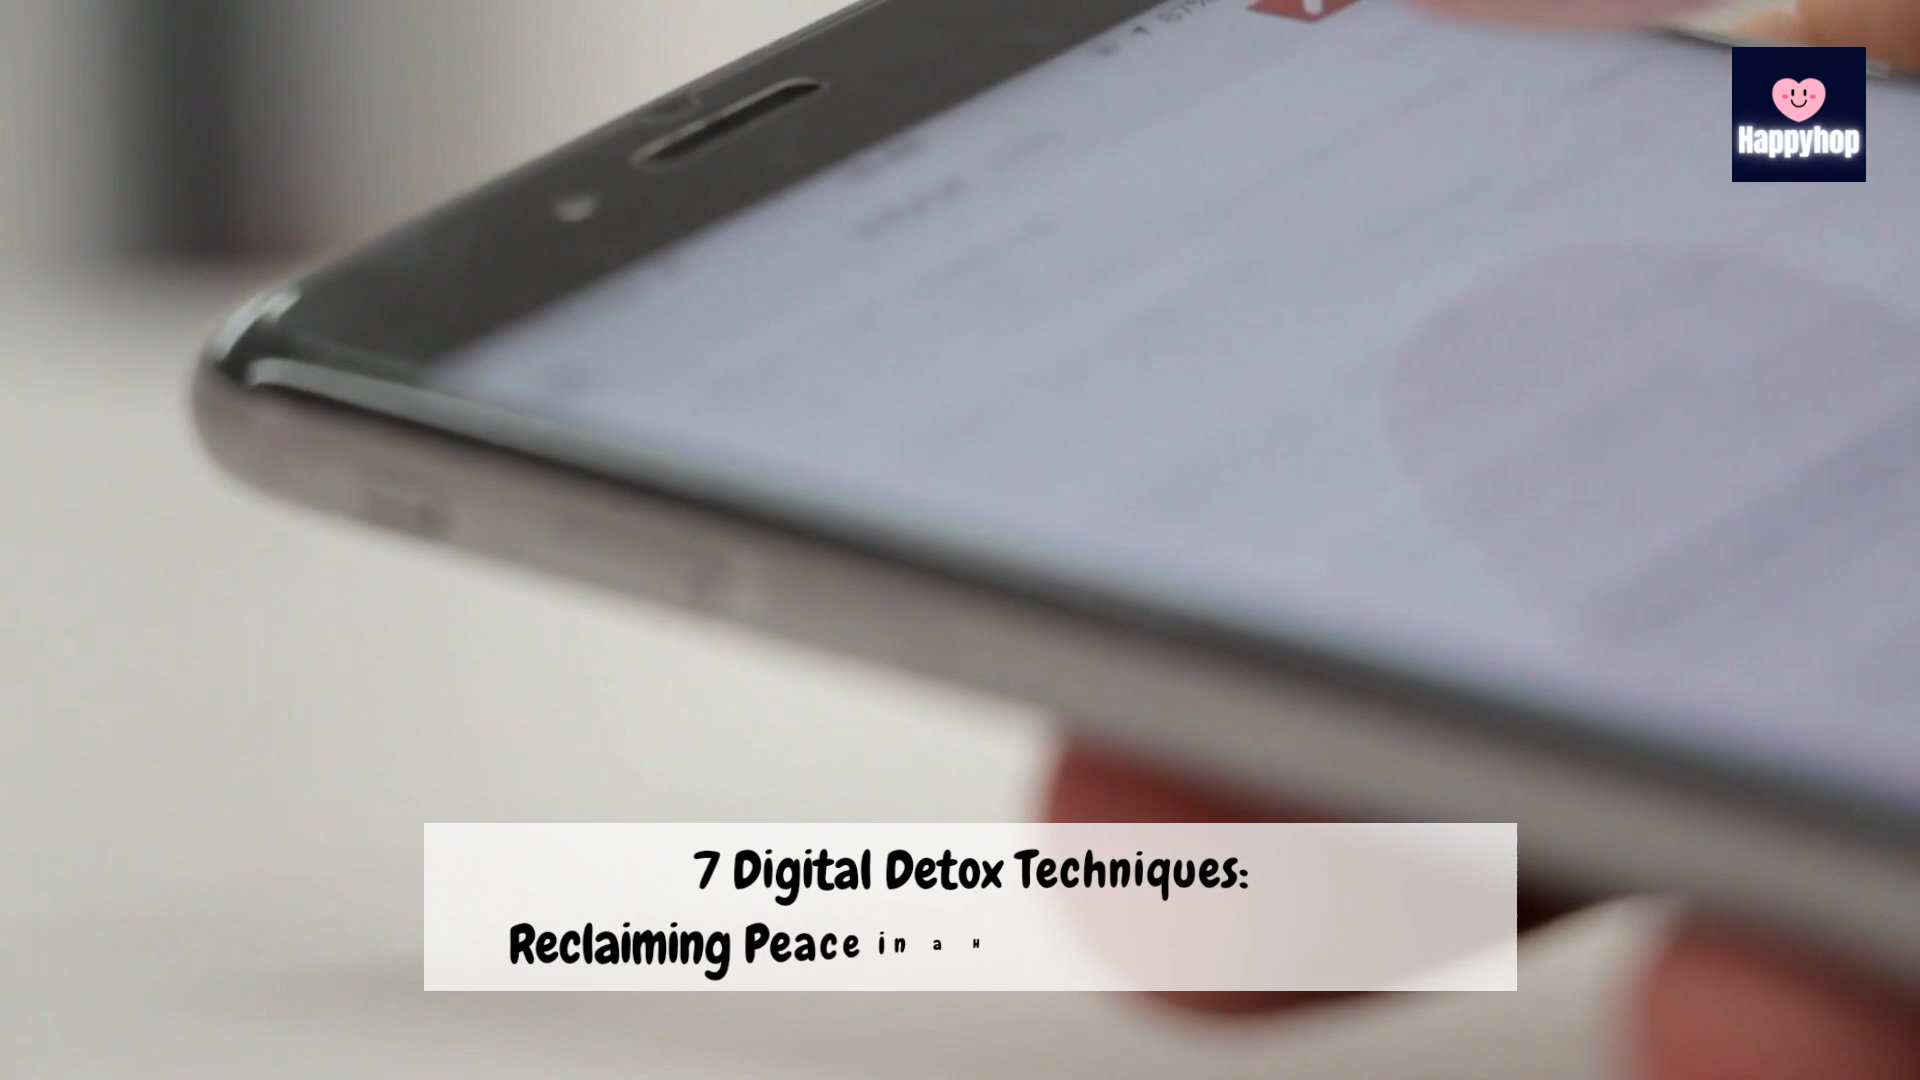 Happyhop
7 Digital Detox Techniques:
Reclaiming Peace in a H